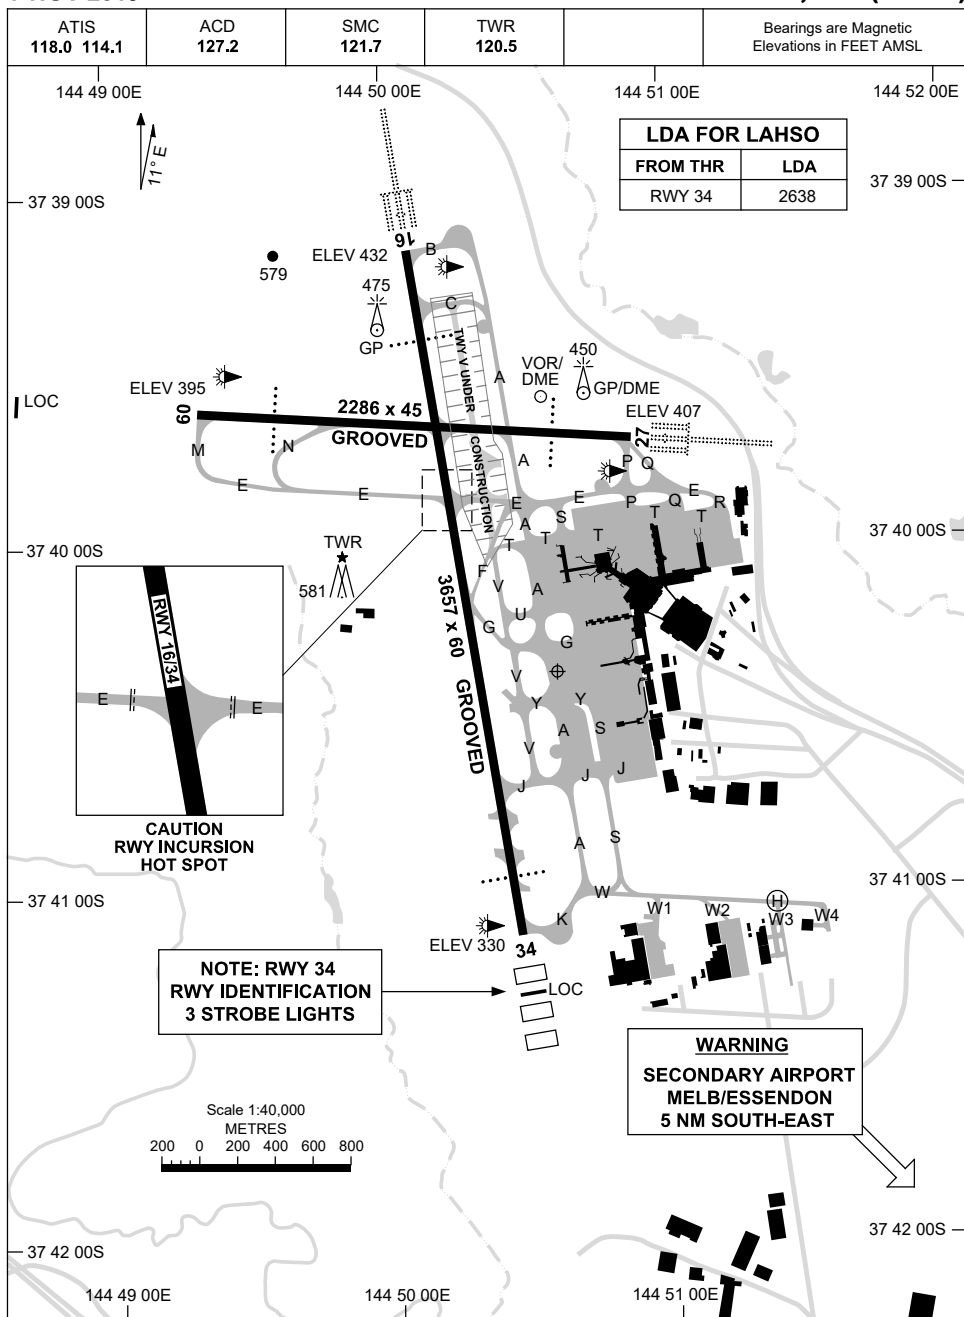 ATIS
118.0 114.1
ACD
127.2
SMC
121.7
TWR
120.5
Bearings are Magnetic
Elevations in FEET AMSL
144 49 00E
144 50 00E
144 51 00E
144 52 00E
11° E
LDA FOR LAHSO
FROM THR LDA
RWY 34 2638
37 39 00S
37 39 00S
16
B
ELEV 432
579
475
C
GP
TWY V UNDER CONSTRUCTION
VOR/
DME
450
GP/DME
A
ELEV 395
ELEV 407
LOC
09
2286 x 45
GROOVED
27
M
N
A
P
Q
E
E
E
E
E
P
Q
R
S
T
T
A
T
T
T
37 40 00S
37 40 00S
TWR
581
F
V
A
U
G
G
3657 x 60 GROOVED
RWY 16/34
E
E
V
Y
Y
A
S
V
J
J
J
CAUTION
RWY INCURSION
HOT SPOT
A
S
37 41 00S
37 41 00S
W
H
W1
W2
W3
W4
K
ELEV 330
34
NOTE: RWY 34
RWY IDENTIFICATION
3 STROBE LIGHTS
LOC
WARNING
SECONDARY AIRPORT
MELB/ESSENDON
5 NM SOUTH-EAST
Scale 1:40,000
METRES
200 0 200 400 600 800
37 42 00S
37 42 00S
144 49 00E
144 50 00E
144 51 00E